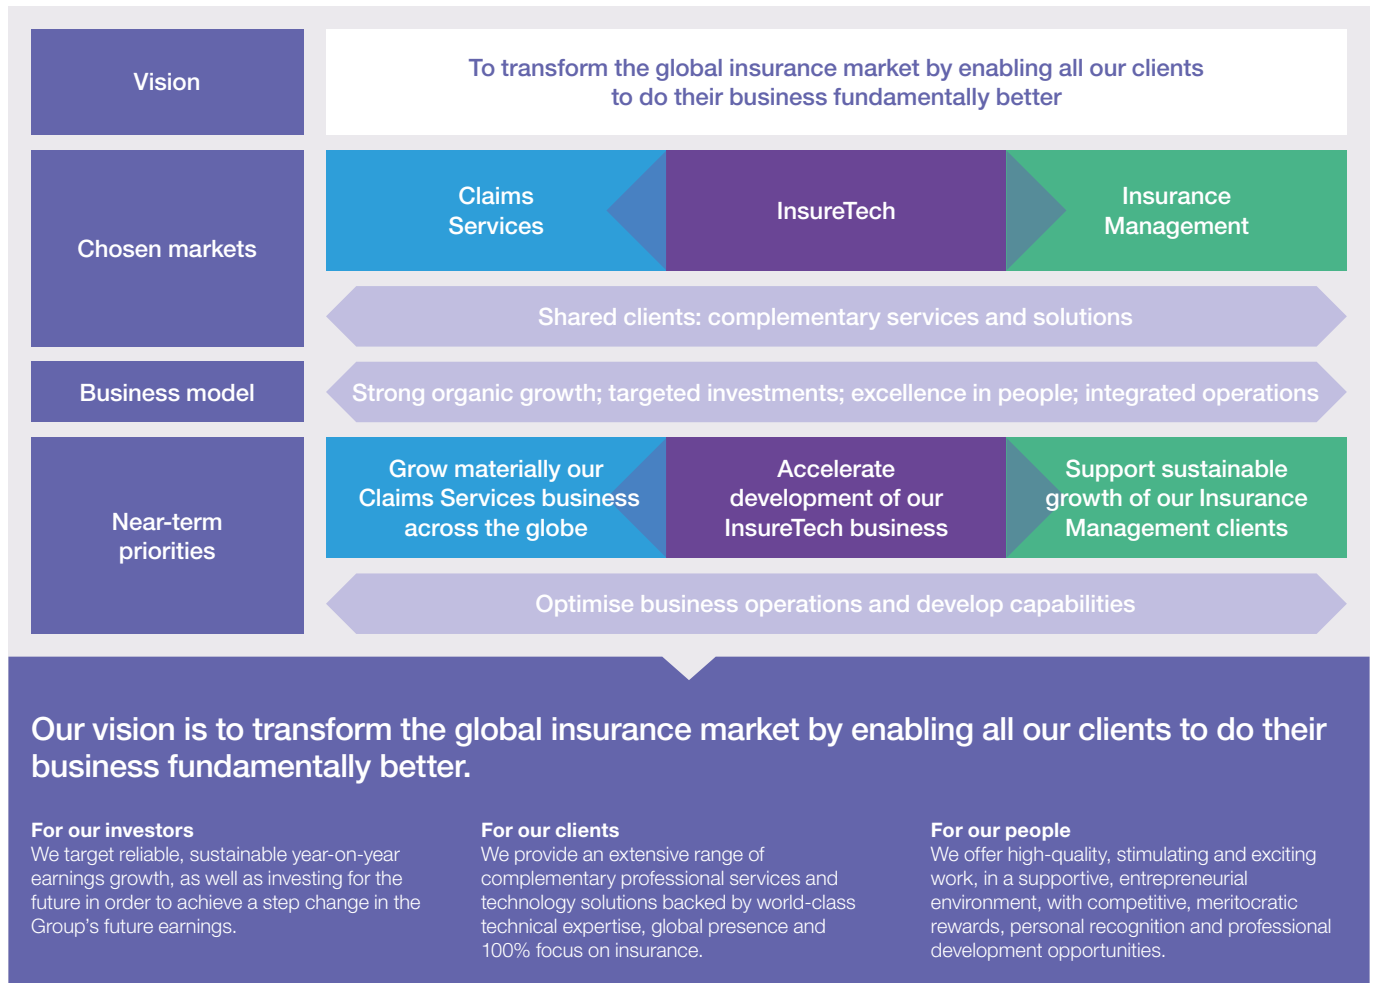 Vision
To transform the global insurance market by enabling all our clients
to do their business fundamentally better
Chosen markets
Claims
Services
InsureTech
Insurance
Management
Shared clients: complementary services and solutions
Business model
Strong organic growth; targeted investments; excellence in people; integrated operations
Near-term
priorities
Grow materially our
Claims Services business
across the globe
Accelerate
development of our
InsureTech business
Support sustainable
growth of our Insurance
Management clients
Optimise business operations and develop capabilities
Our vision is to transform the global insurance market by enabling all our clients to do their
business fundamentally better.
For our investors
We target reliable, sustainable year-on-year
earnings growth, as well as investing for the
future in order to achieve a step change in the
Group's future earnings.
For our clients
We provide an extensive range of
complementary professional services and
technology solutions backed by world-class
technical expertise, global presence and
100% focus on insurance.
For our people
We offer high-quality, stimulating and exciting
work, in a supportive, entrepreneurial
environment, with competitive, meritocratic
rewards, personal recognition and professional
development opportunities.